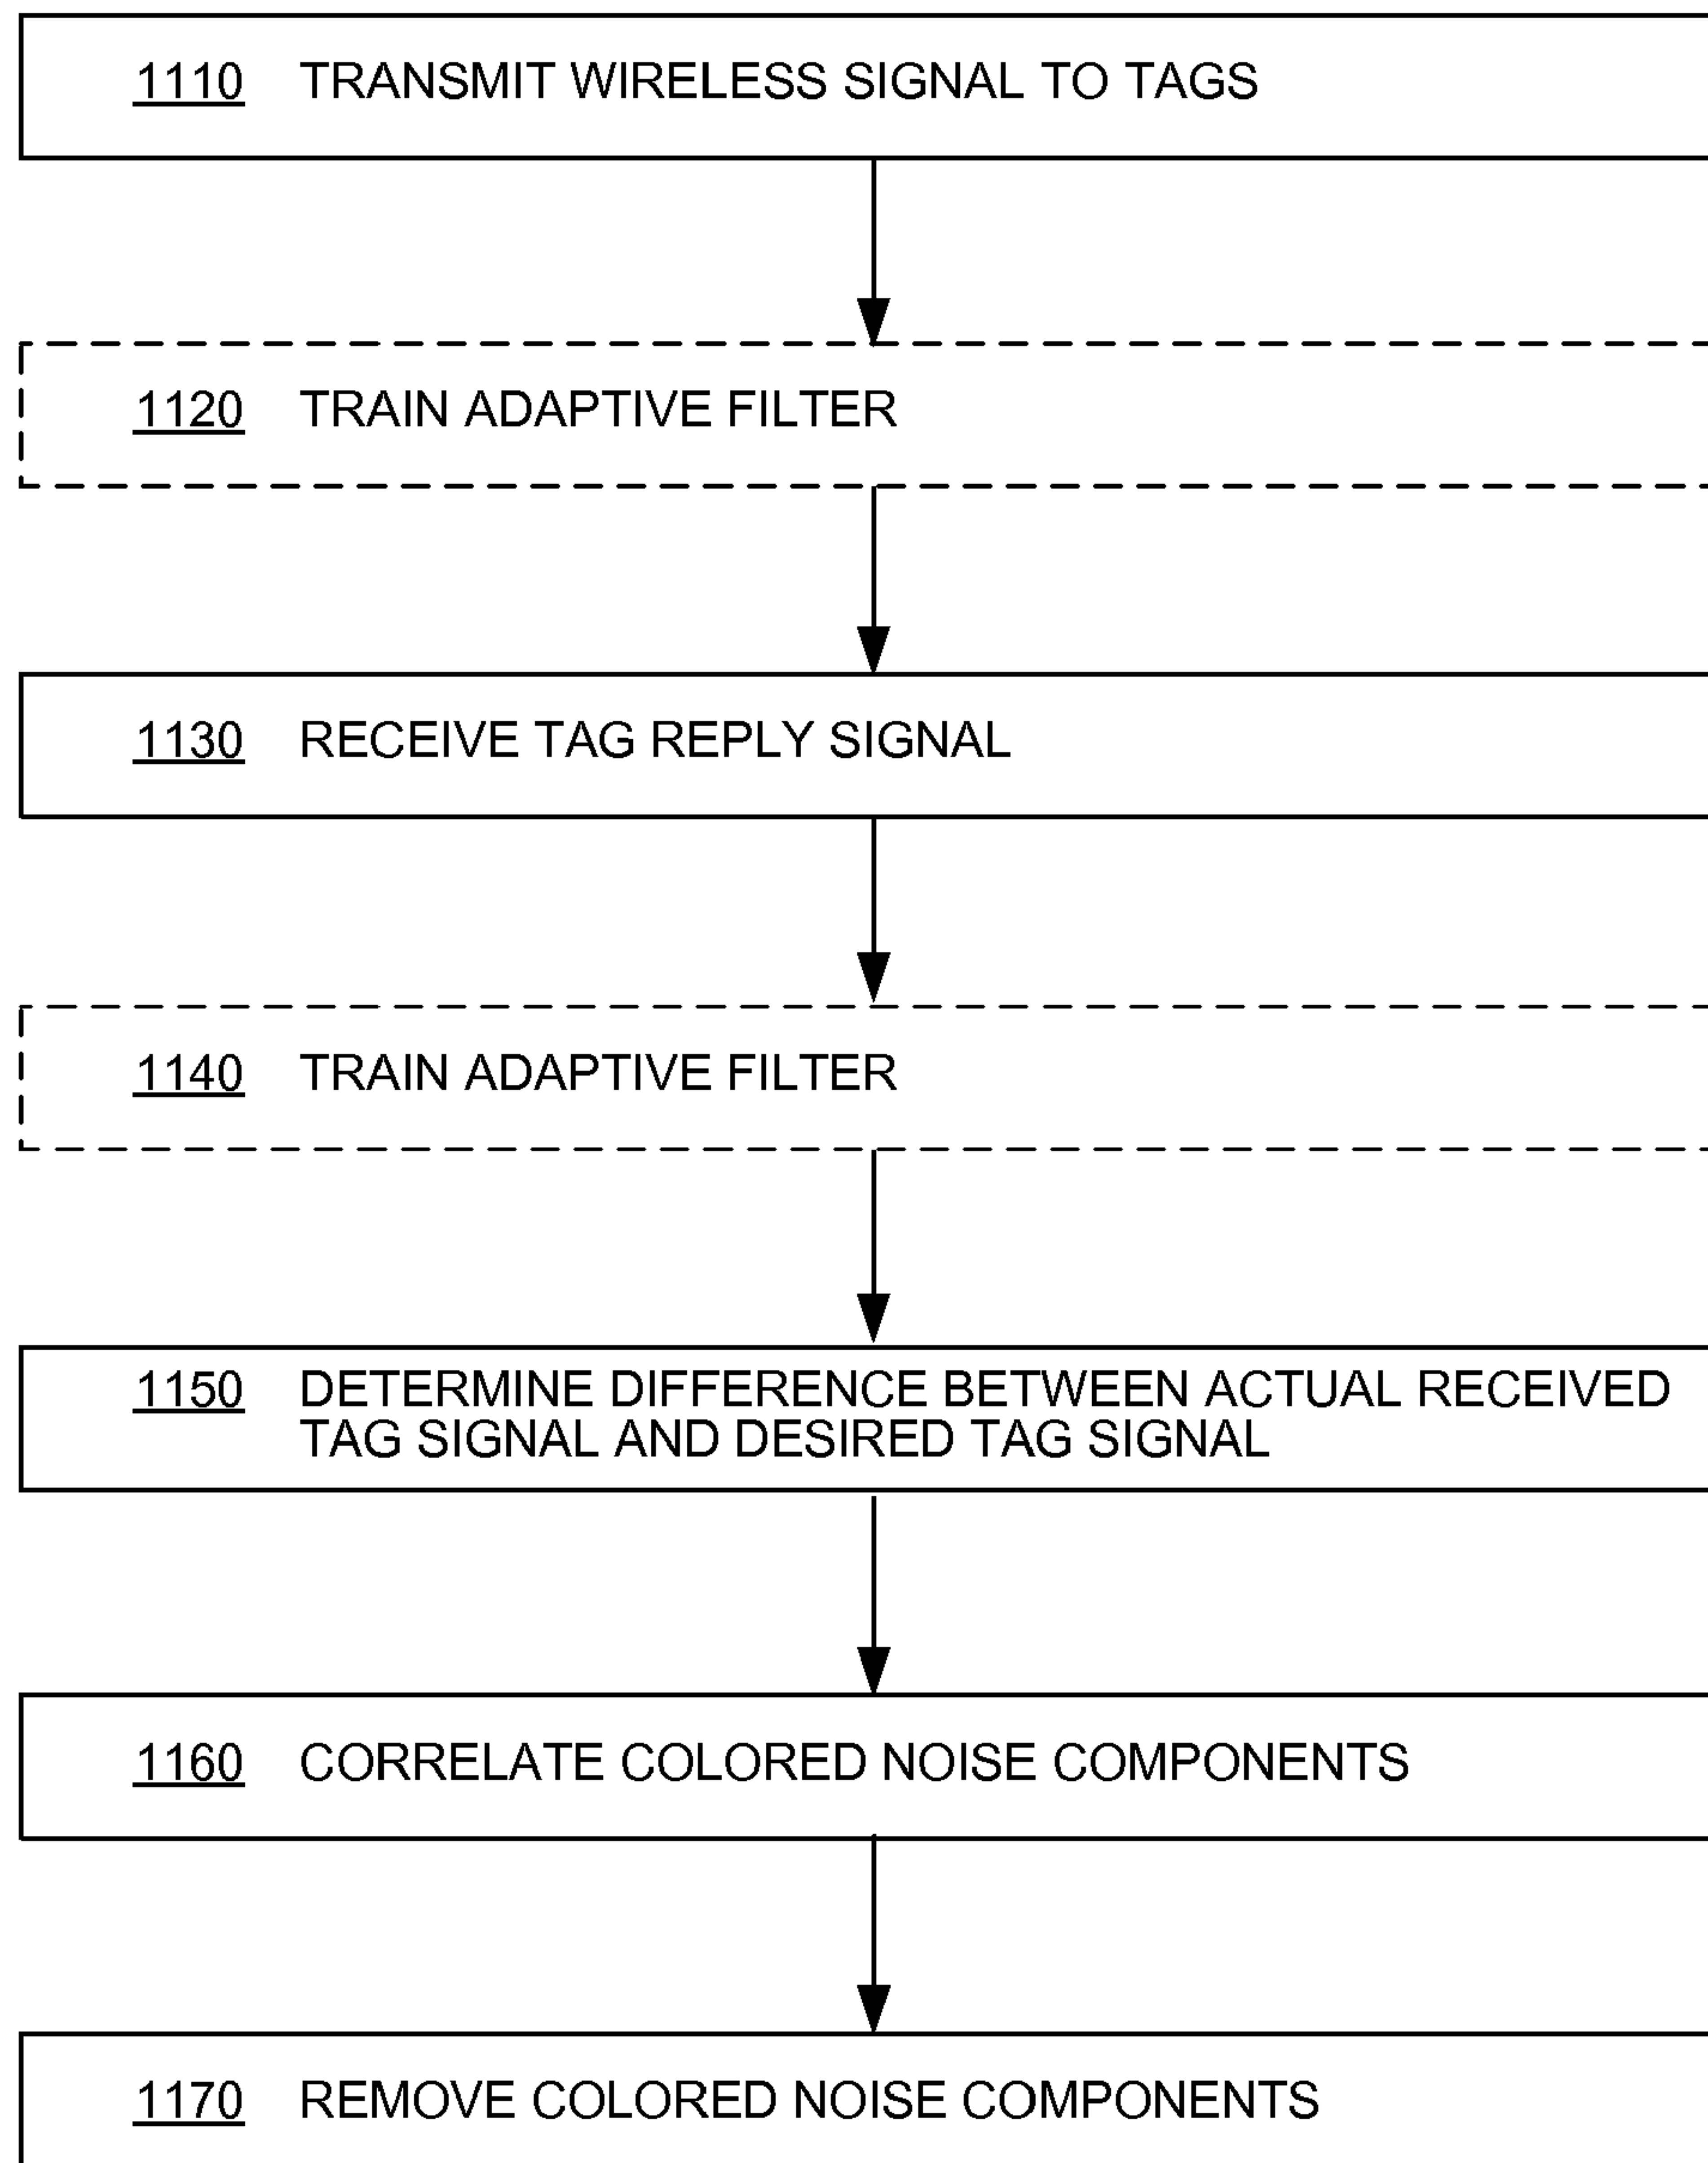 1110 TRANSMIT WIRELESS SIGNAL TO TAGS
1120 TRAIN ADAPTIVE FILTER
1130 RECEIVE TAG REPLY SIGNAL
1140 TRAIN ADAPTIVE FILTER
1150 DETERMINE DIFFERENCE BETWEEN ACTUAL RECEIVED
TAG SIGNAL AND DESIRED TAG SIGNAL
1160 CORRELATE COLORED NOISE COMPONENTS
1170 REMOVE COLORED NOISE COMPONENTS